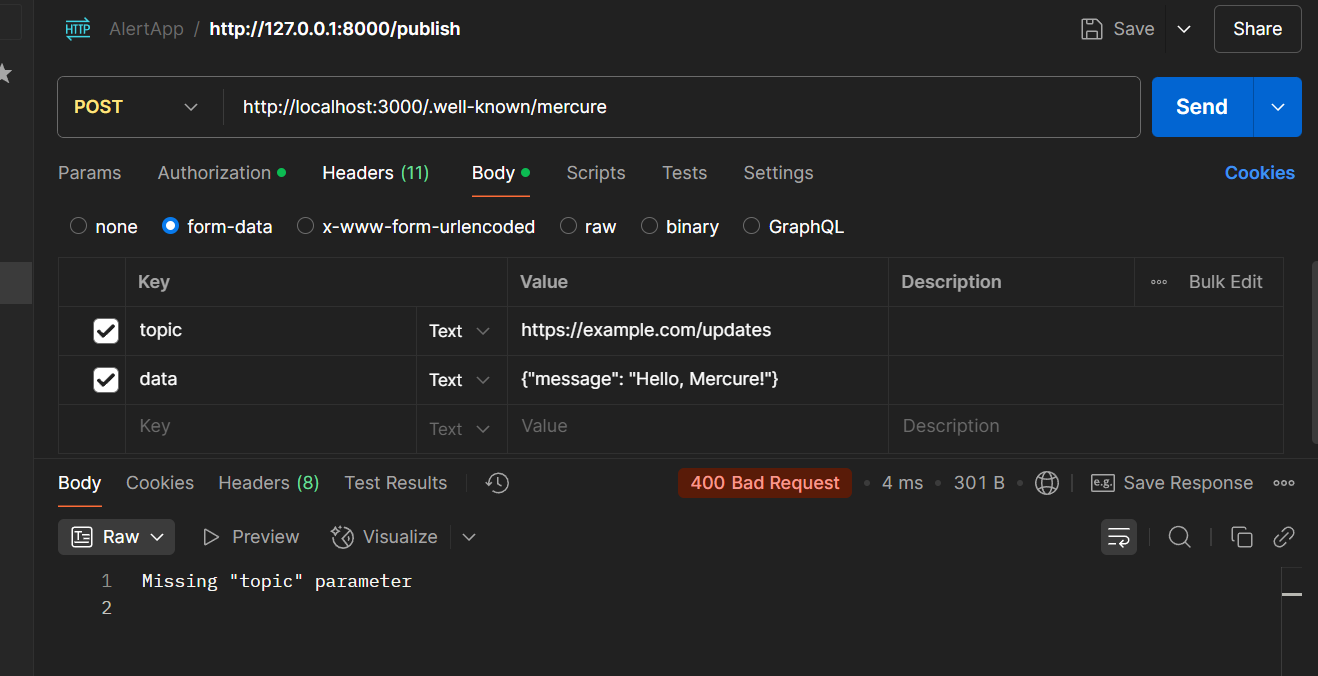 HTTP AlertApp / http://127.0.0.1:8000/publish Save Share
POST http://localhost:3000/.well-known/mercure Send
Params Authorization Headers (11) Body Scripts Tests Settings Cookies
none form-data x-www-form-urlencoded raw binary GraphQL
Key Value Description Bulk Edit
topic Text https://example.com/updates
data Text {"message": "Hello, Mercure!"}
Key Text Value Description
Body Cookies Headers (8) Test Results 400 Bad Request 4 ms 301 B e.g. Save Response
Raw Preview Visualize
1 Missing "topic" parameter
2